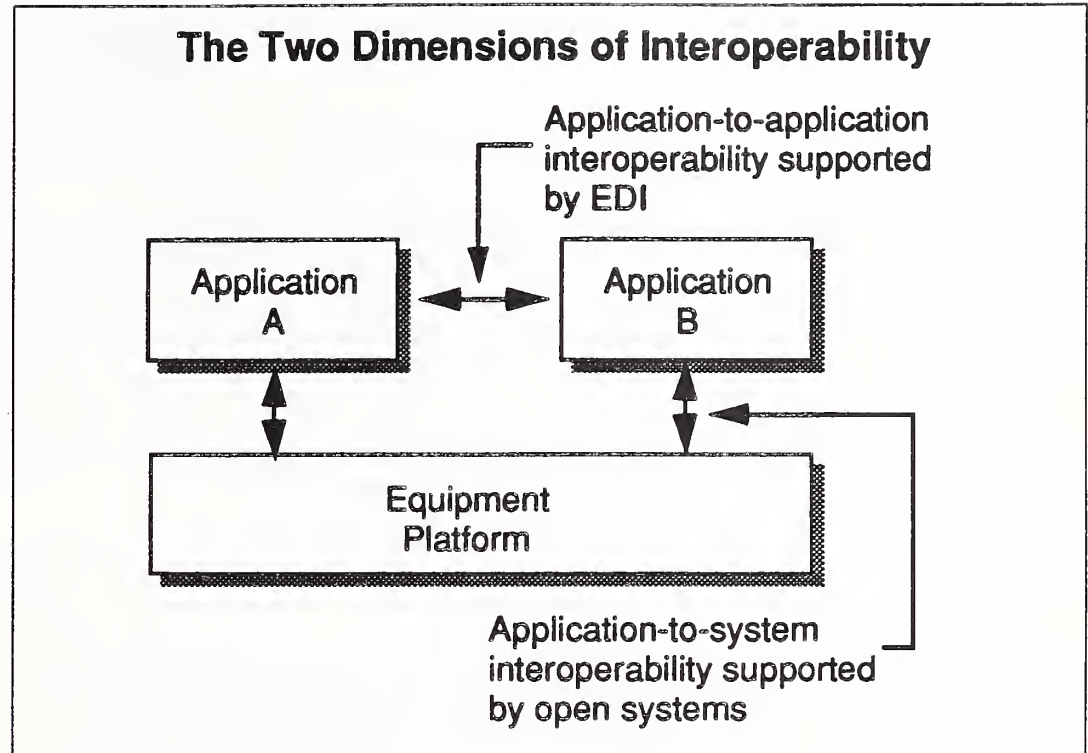 The Two Dimensions of Interoperability
Application-to-application
interoperability supported
by EDI
Application
A
Application
B
Equipment
Platform
Application-to-system
interoperability supported
by open systems